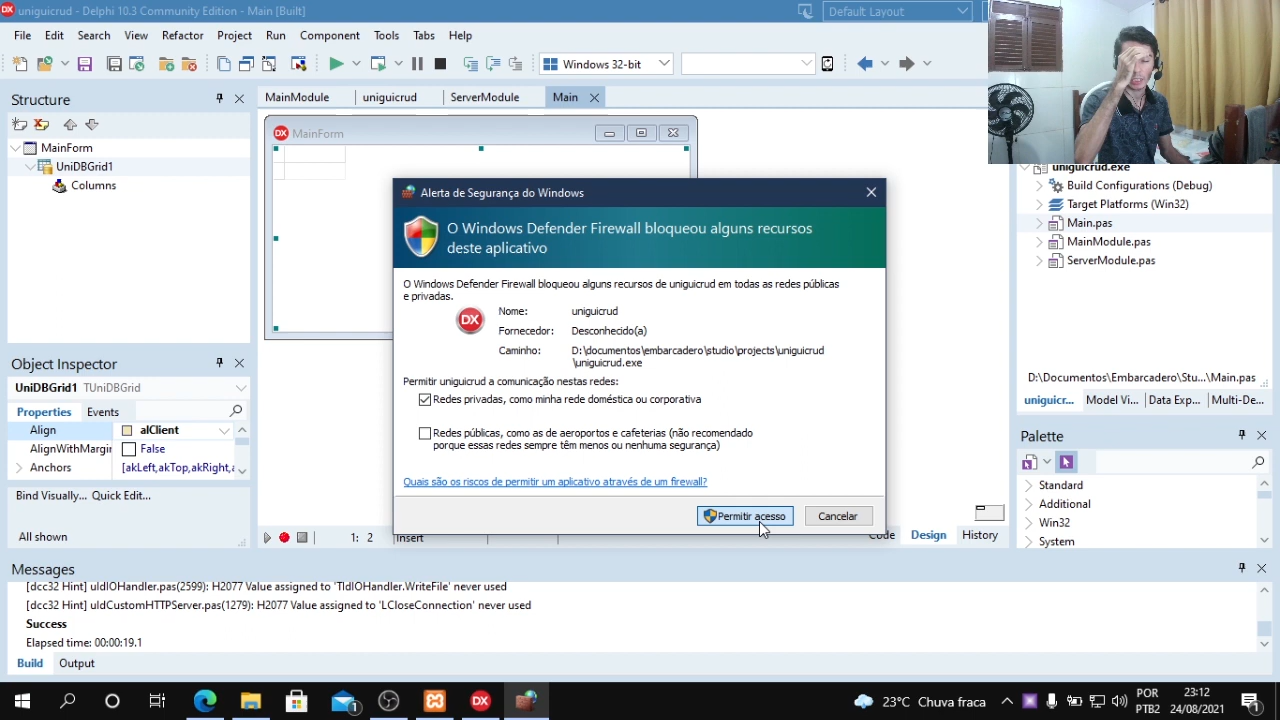 uniguicrud - Delphi 10.3 Community Edition - Main [Built]
Default Layout
File Edit Search View Refactor Project Run Component Tools Tabs Help
Windows 32-bit
Structure
MainModule uniguicrud ServerModule Main
MainForm
UniDBGrid1
Columns
MainForm
Alerta de Segurança do Windows
O Windows Defender Firewall bloqueou alguns recursos
deste aplicativo
O Windows Defender Firewall bloqueou alguns recursos de uniguicrud em todas as redes públicas
e privadas.
Nome: uniguicrud
Fornecedor: Desconhecido(a)
Caminho: D:\documentos\embarcadero\studio\projects\uniguicrud
\uniguicrud.exe
Permitir uniguicrud a comunicação nestas redes:
Redes privadas, como minha rede doméstica ou corporativa
Redes públicas, como as de aeroportos e cafeterias (não recomendado
porque essas redes sempre têm menos ou nenhuma segurança)
Quais são os riscos de permitir um aplicativo através de um firewall?
Permitir acesso Cancelar
uniguicrud.exe
Build Configurations (Debug)
Target Platforms (Win32)
Main.pas
MainModule.pas
ServerModule.pas
D:\Documentos\Embarcadero\Stu...\Main.pas
uniguicr... Model Vi... Data Exp... Multi-De...
Object Inspector
UniDBGrid1 TUniDBGrid
Properties Events
Align alClient
AlignWithMargin False
Anchors [akLeft,akTop,akRight,a
Bind Visually... Quick Edit...
All shown
1: 2 Insert
Code Design History
Palette
Standard
Additional
Win32
System
Messages
[dcc32 Hint] uIdIOHandler.pas(2599): H2077 Value assigned to 'TIdIOHandler.WriteFile' never used
[dcc32 Hint] uIdCustomHTTPServer.pas(1279): H2077 Value assigned to 'LCloseConnection' never used
Success
Elapsed time: 00:00:19.1
Build Output
23°C Chuva fraca
POR
PTB2
23:12
24/08/2021